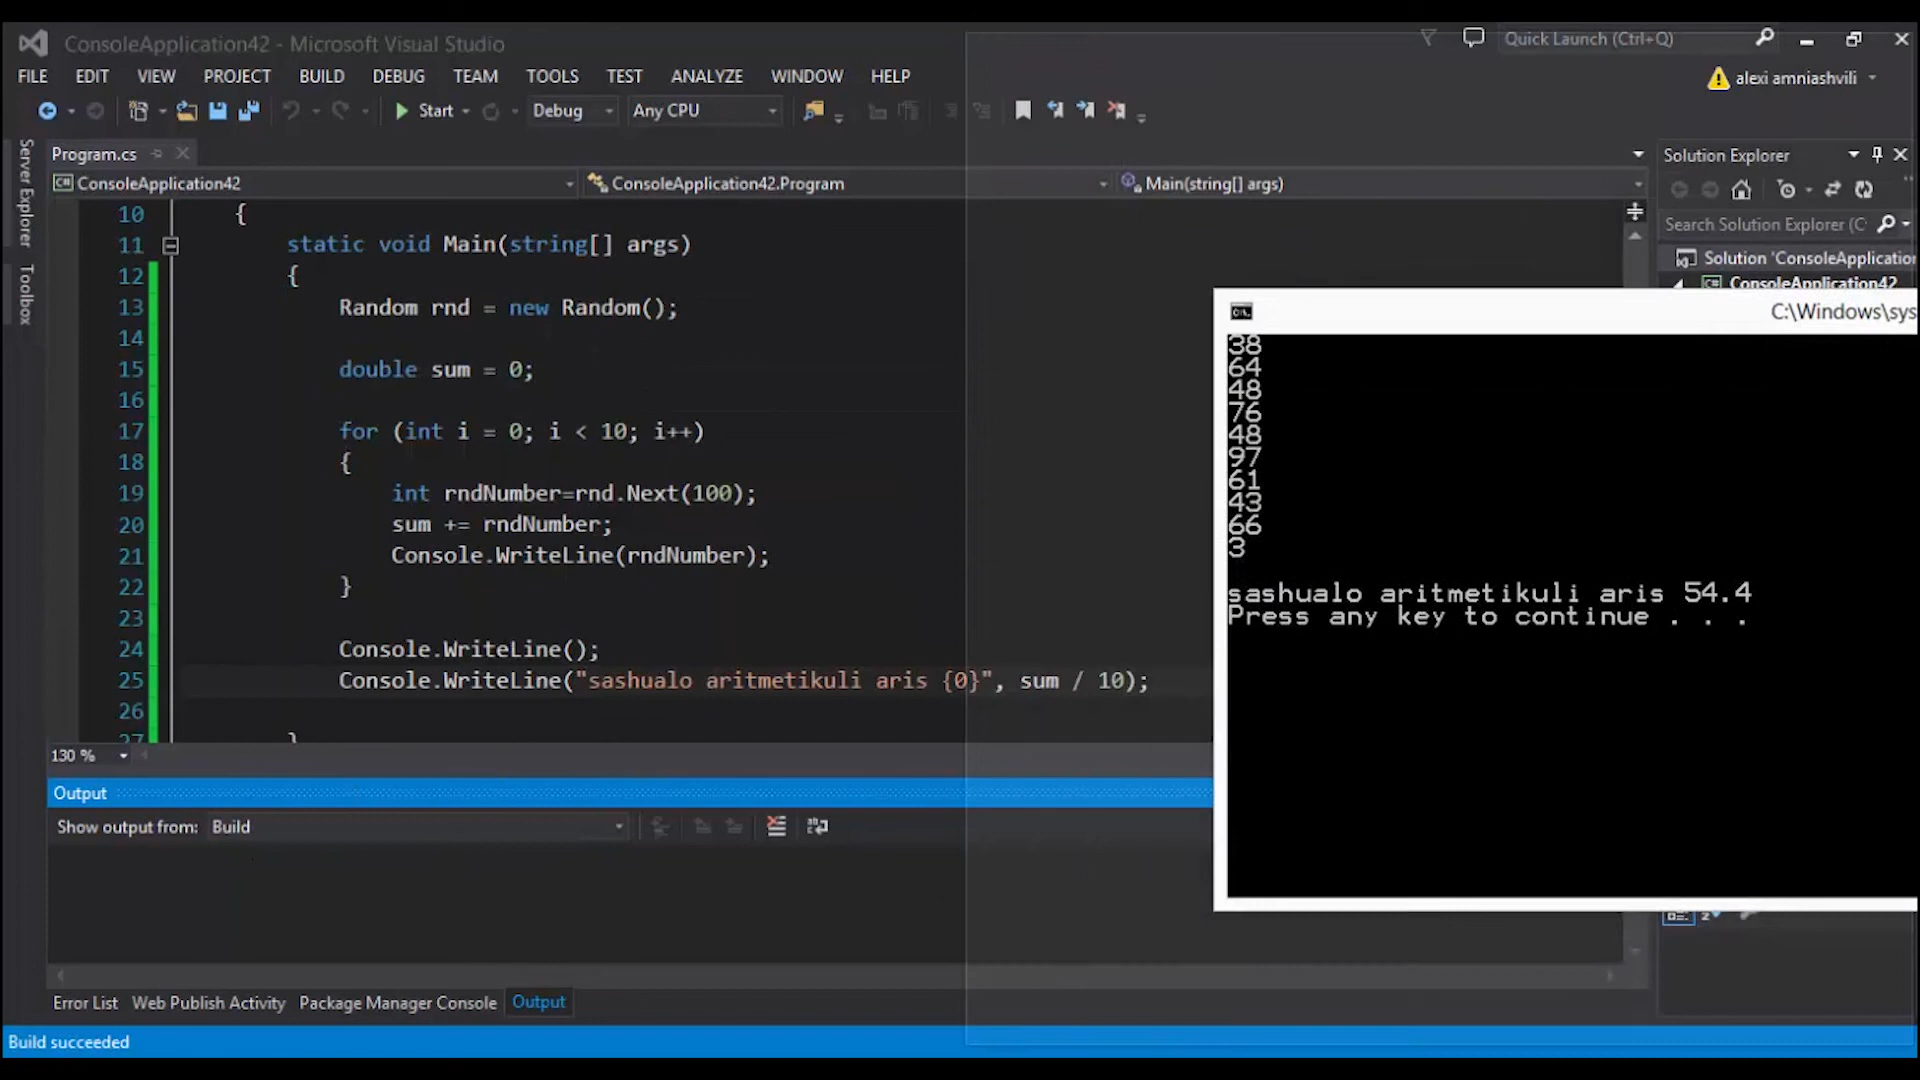 ConsoleApplication42 - Microsoft Visual Studio
Quick Launch (Ctrl+Q)
FILE EDIT VIEW PROJECT BUILD DEBUG TEAM TOOLS TEST ANALYZE WINDOW HELP
alexi amniashvili
Start Debug Any CPU
Server Explorer
Toolbox
Program.cs
ConsoleApplication42 ConsoleApplication42.Program Main(string[] args)
10 {
11 static void Main(string[] args)
12 {
13 Random rnd = new Random();
14
15 double sum = 0;
16
17 for (int i = 0; i < 10; i++)
18 {
19 int rndNumber=rnd.Next(100);
20 sum += rndNumber;
21 Console.WriteLine(rndNumber);
22 }
23
24 Console.WriteLine();
25 Console.WriteLine("sashualo aritmetikuli aris {0}", sum / 10);
26
27 }
130 %
Output
Show output from: Build
Error List Web Publish Activity Package Manager Console Output
Build succeeded
Solution Explorer
Search Solution Explorer (C
Solution 'ConsoleApplication
ConsoleApplication42
C:\Windows\sys
38
64
48
76
48
97
61
43
66
3
sashualo aritmetikuli aris 54.4
Press any key to continue . . .